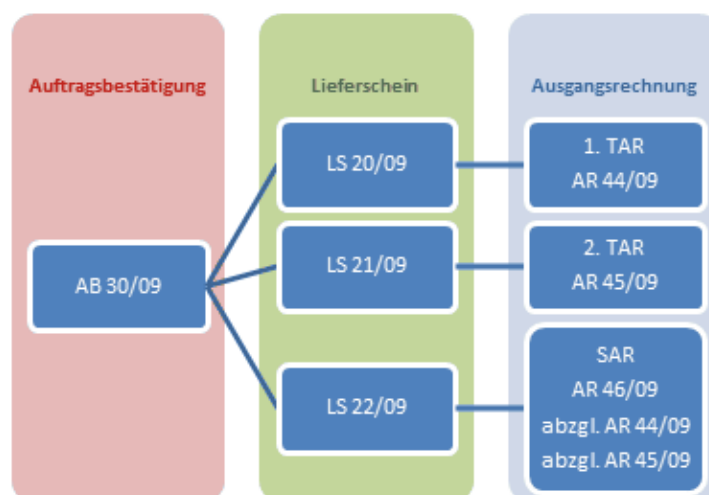 Auftragsbestätigung
Lieferschein
Ausgangsrechnung
AB 30/09
LS 20/09
LS 21/09
LS 22/09
1. TAR
AR 44/09
2. TAR
AR 45/09
SAR
AR 46/09
abzgl. AR 44/09
abzgl. AR 45/09